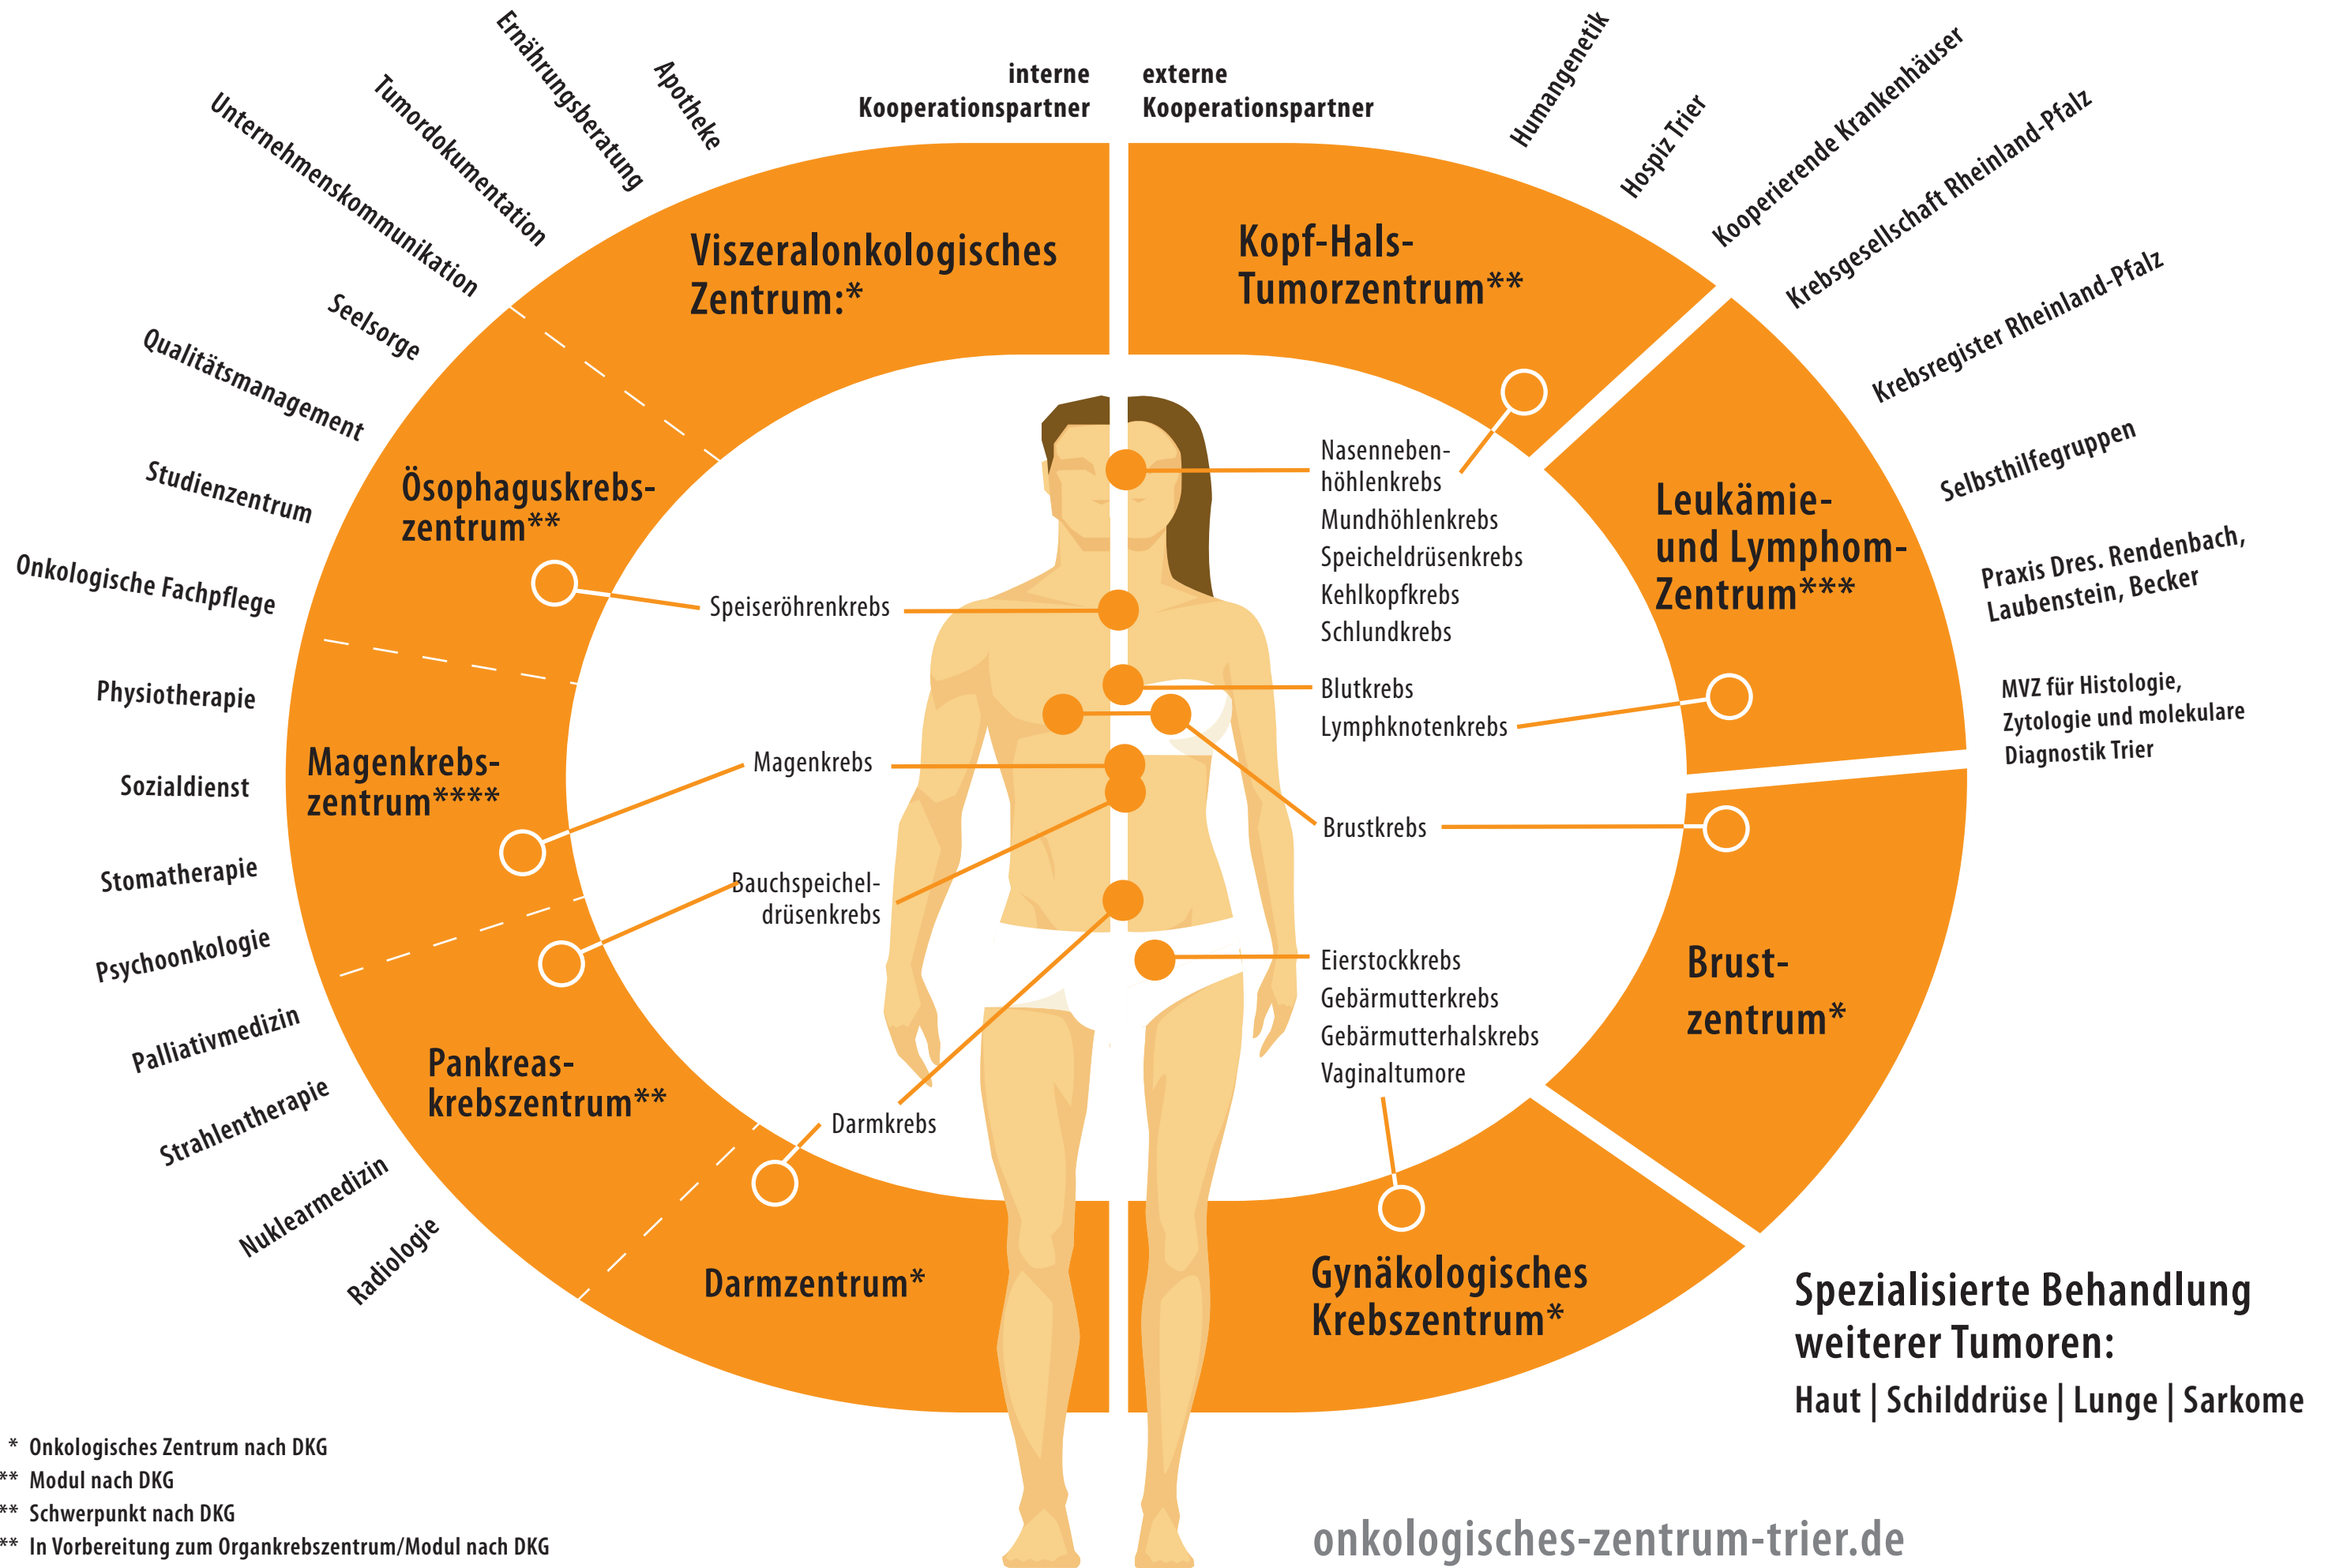 interne
Kooperationspartner
externe
Kooperationspartner
Apotheke
Ernährungsberatung
Tumordokumentation
Unternehmenskommunikation
Seelsorge
Qualitätsmanagement
Studienzentrum
Onkologische Fachpflege
Physiotherapie
Sozialdienst
Stomatherapie
Psychoonkologie
Palliativmedizin
Strahlentherapie
Nuklearmedizin
Radiologie
Humangenetik
Hospiz Trier
Kooperierende Krankenhäuser
Krebsgesellschaft Rheinland-Pfalz
Krebsregister Rheinland-Pfalz
Selbsthilfegruppen
Praxis Dres. Rendenbach,
Laubenstein, Becker
MVZ für Histologie,
Zytologie und molekulare
Diagnostik Trier
Viszeralonkologisches
Zentrum:*
Ösophaguskrebs-
zentrum**
Magenkrebs-
zentrum****
Pankreas-
krebszentrum**
Darmzentrum*
Kopf-Hals-
Tumorzentrum**
Leukämie-
und Lymphom-
Zentrum***
Brust-
zentrum*
Gynäkologisches
Krebszentrum*
Speiseröhrenkrebs
Magenkrebs
Bauchspeichel-
drüsenkrebs
Darmkrebs
Nasenneben-
höhlenkrebs
Mundhöhlenkrebs
Speicheldrüsenkrebs
Kehlkopfkrebs
Schlundkrebs
Blutkrebs
Lymphknotenkrebs
Brustkrebs
Eierstockkrebs
Gebärmutterkrebs
Gebärmutterhalskrebs
Vaginaltumore
Spezialisierte Behandlung
weiterer Tumoren:
Haut | Schilddrüse | Lunge | Sarkome
* Onkologisches Zentrum nach DKG
** Modul nach DKG
** Schwerpunkt nach DKG
** In Vorbereitung zum Organkrebszentrum/Modul nach DKG
onkologisches-zentrum-trier.de